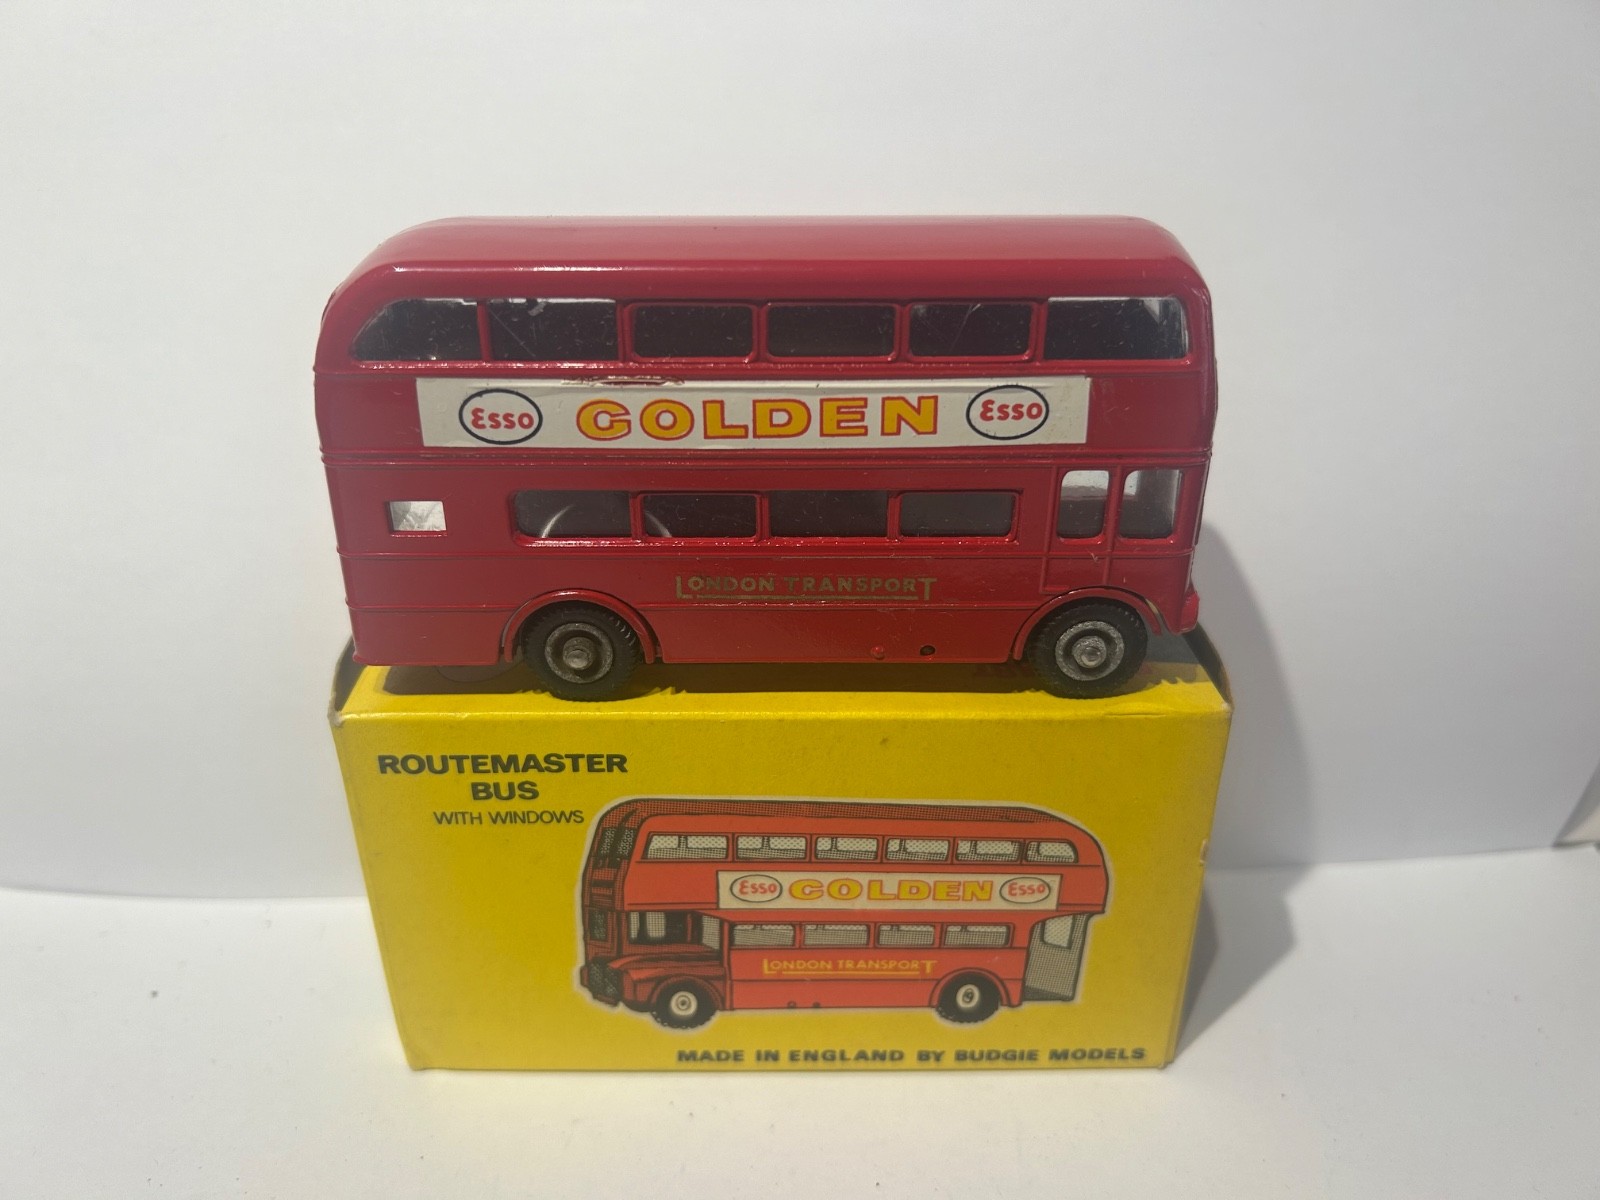 Esso GOLDEN Esso
LONDON TRANSPORT
ROUTEMASTER
BUS
WITH WINDOWS
Esso GOLDEN Esso
LONDON TRANSPORT
MADE IN ENGLAND BY BUDGIE MODELS